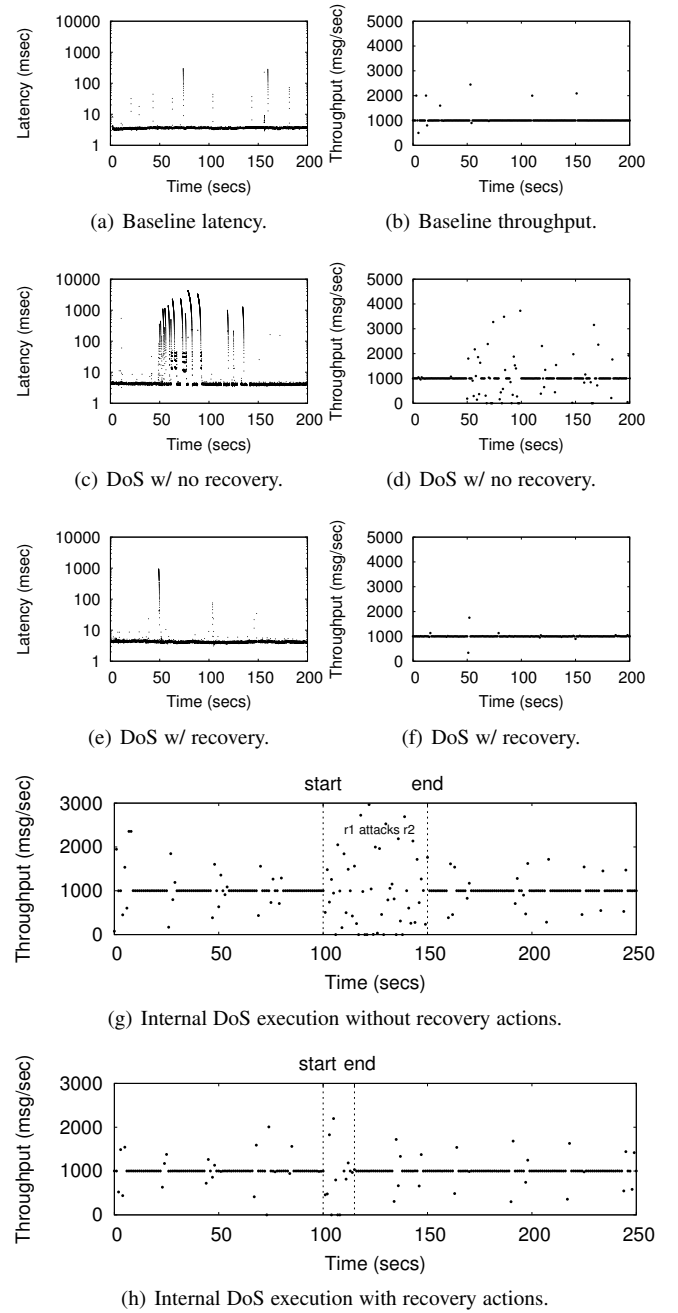 Latency (msec)
10000
1000
100
10
1
0 50 100 150 200
Time (secs)
(a) Baseline latency.
Throughput (msg/sec)
5000
4000
3000
2000
1000
0
0 50 100 150 200
Time (secs)
(b) Baseline throughput.
Latency (msec)
10000
1000
100
10
1
0 50 100 150 200
Time (secs)
(c) DoS w/ no recovery.
Throughput (msg/sec)
5000
4000
3000
2000
1000
0
0 50 100 150 200
Time (secs)
(d) DoS w/ no recovery.
Latency (msec)
10000
1000
100
10
1
0 50 100 150 200
Time (secs)
(e) DoS w/ recovery.
Throughput (msg/sec)
5000
4000
3000
2000
1000
0
0 50 100 150 200
Time (secs)
(f) DoS w/ recovery.
start end
Throughput (msg/sec)
3000
2000
1000
0
r1 attacks r2
0 50 100 150 200 250
Time (secs)
(g) Internal DoS execution without recovery actions.
start end
Throughput (msg/sec)
3000
2000
1000
0
0 50 100 150 200 250
Time (secs)
(h) Internal DoS execution with recovery actions.